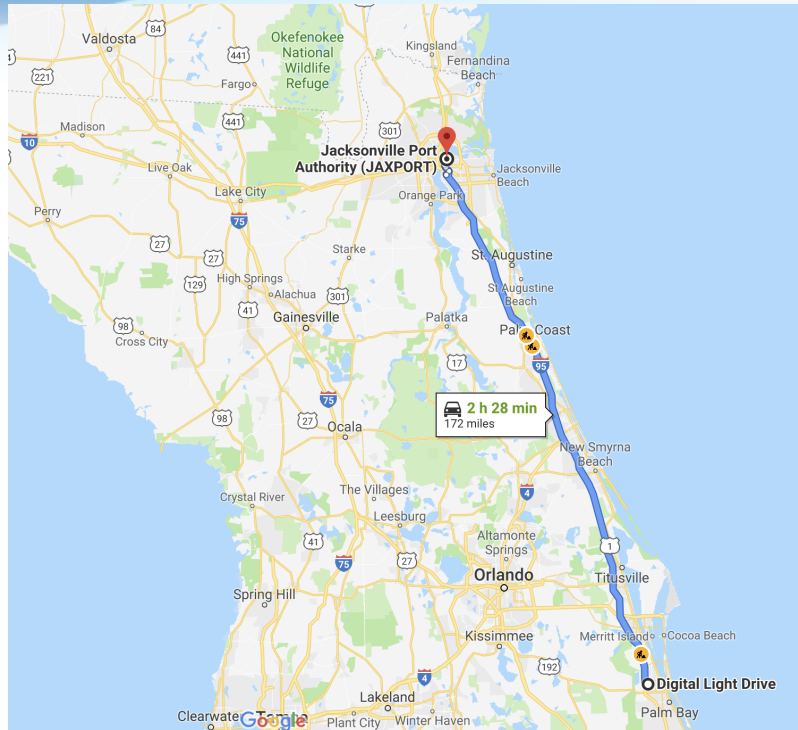 84
Valdosta
Okefenokee
National
Wildlife
Refuge
Kingsland
441
Fernandina
Beach
221
Fargo
441
301
Madison
10
Jacksonville Port
Authority (JAXPORT)
Live Oak
Jacksonville
Beach
Lake City
Orange Park
Perry
75
27
27
Starke
St. Augustine
High Springs
129
St Augustine
Beach
Alachua
301
41
Gainesville
Palatka
98
Cross City
Palm Coast
17
95
75
2 h 28 min
172 miles
98
27
Ocala
New Smyrna
Beach
The Villages
4
Crystal River
Leesburg
41
Altamonte
Springs
1
75
27
Orlando
Titusville
Spring Hill
Kissimmee
Merritt Island
Cocoa Beach
192
4
Digital Light Drive
Lakeland
Palm Bay
Clearwater
Tampa
Google
Plant City
Winter Haven